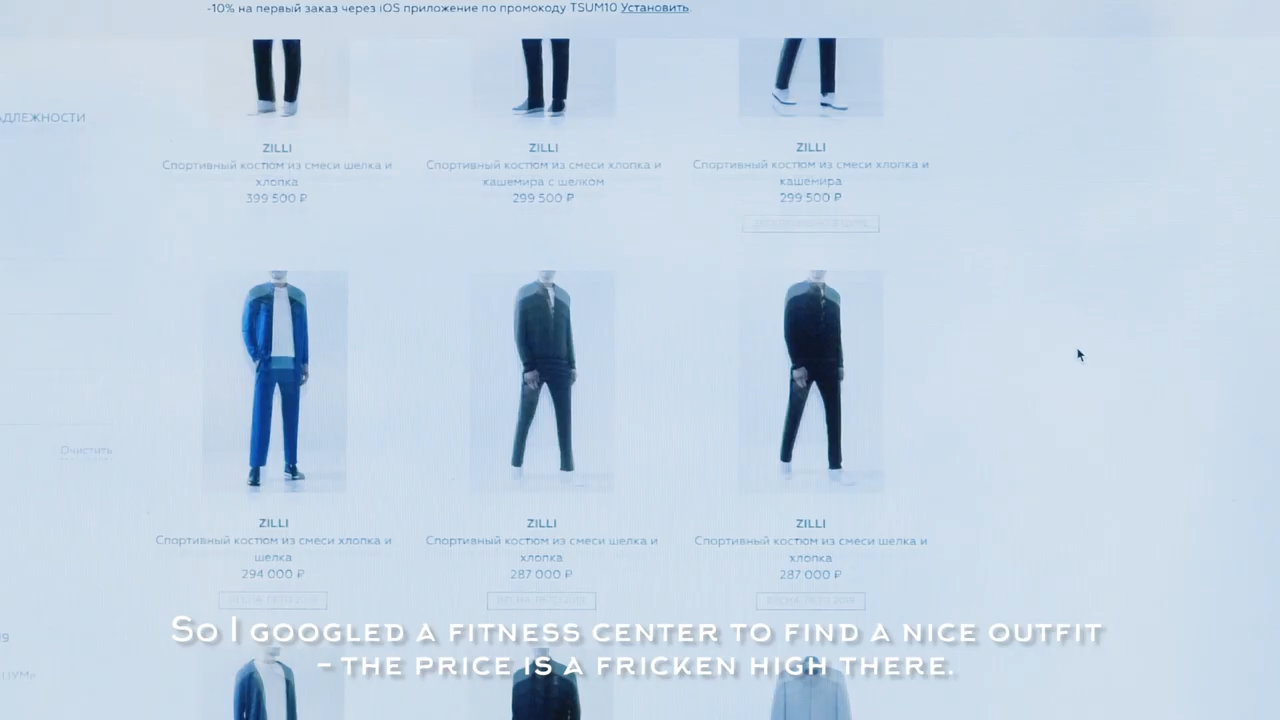 -10% на первый заказ через iOS приложение по промокоду TSUM10 Установить.
АДЛЕЖНОСТИ
ZILLI
Спортивный костюм из смеси шелка и
хлопка
399 500 ₽
ZILLI
Спортивный костюм из смеси хлопка и
кашемира с шелком
299 500 ₽
ZILLI
Спортивный костюм из смеси хлопка и
кашемира
299 500 ₽
Очистить
ZILLI
Спортивный костюм из смеси хлопка и
шелка
294 000 ₽
ZILLI
Спортивный костюм из смеси шелка и
хлопка
287 000 ₽
ZILLI
Спортивный костюм из смеси шелка и
хлопка
287 000 ₽
SO I GOOGLED A FITNESS CENTER TO FIND A NICE OUTFIT
– THE PRICE IS A FRICKEN HIGH THERE.